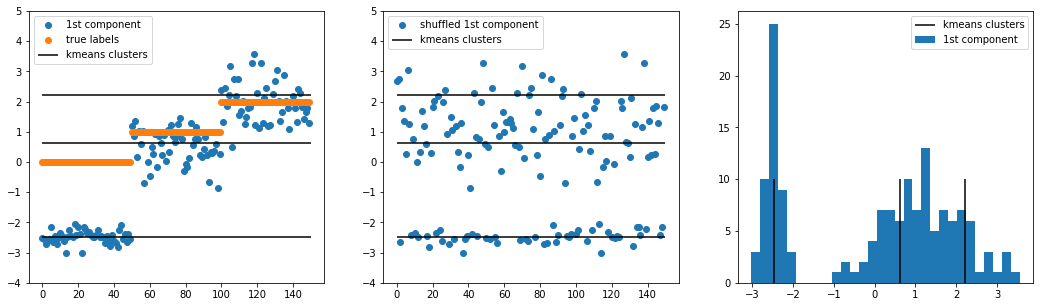 5
4
3
2
1
0
−1
−2
−3
−4
0 20 40 60 80 100 120 140
1st component
true labels
kmeans clusters
5
4
3
2
1
0
−1
−2
−3
−4
0 20 40 60 80 100 120 140
shuffled 1st component
kmeans clusters
25
20
15
10
5
0
−3 −2 −1 0 1 2 3
kmeans clusters
1st component